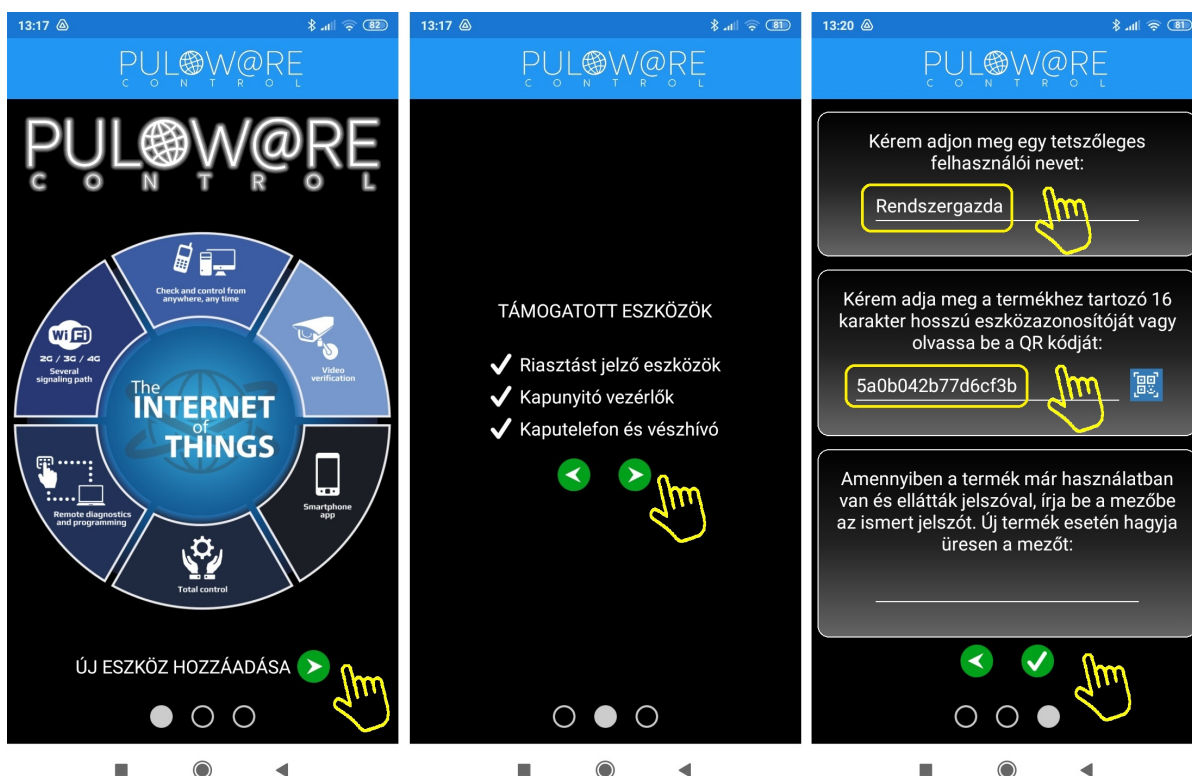 13:17
82
PULOW@RE
CONTROL
PULOW@RE
CONTROL
Check and control from
anywhere, any time
WiFi
2G / 3G / 4G
Several
signaling path
Video
verification
The
INTERNET
of
THINGS
Remote diagnostics
and programming
Smartphone
app
Total control
ÚJ ESZKÖZ HOZZÁADÁSA
13:17
81
PULOW@RE
CONTROL
TÁMOGATOTT ESZKÖZÖK
Riasztást jelző eszközök
Kapunyitó vezérlők
Kaputelefon és vészhívó
13:20
81
PULOW@RE
CONTROL
Kérem adjon meg egy tetszőleges
felhasználói nevet:
Rendszergazda
Kérem adja meg a termékhez tartozó 16
karakter hosszú eszközazonosítóját vagy
olvassa be a QR kódját:
5a0b042b77d6cf3b
Amennyiben a termék már használatban
van és ellátták jelszóval, írja be a mezőbe
az ismert jelszót. Új termék esetén hagyja
üresen a mezőt: